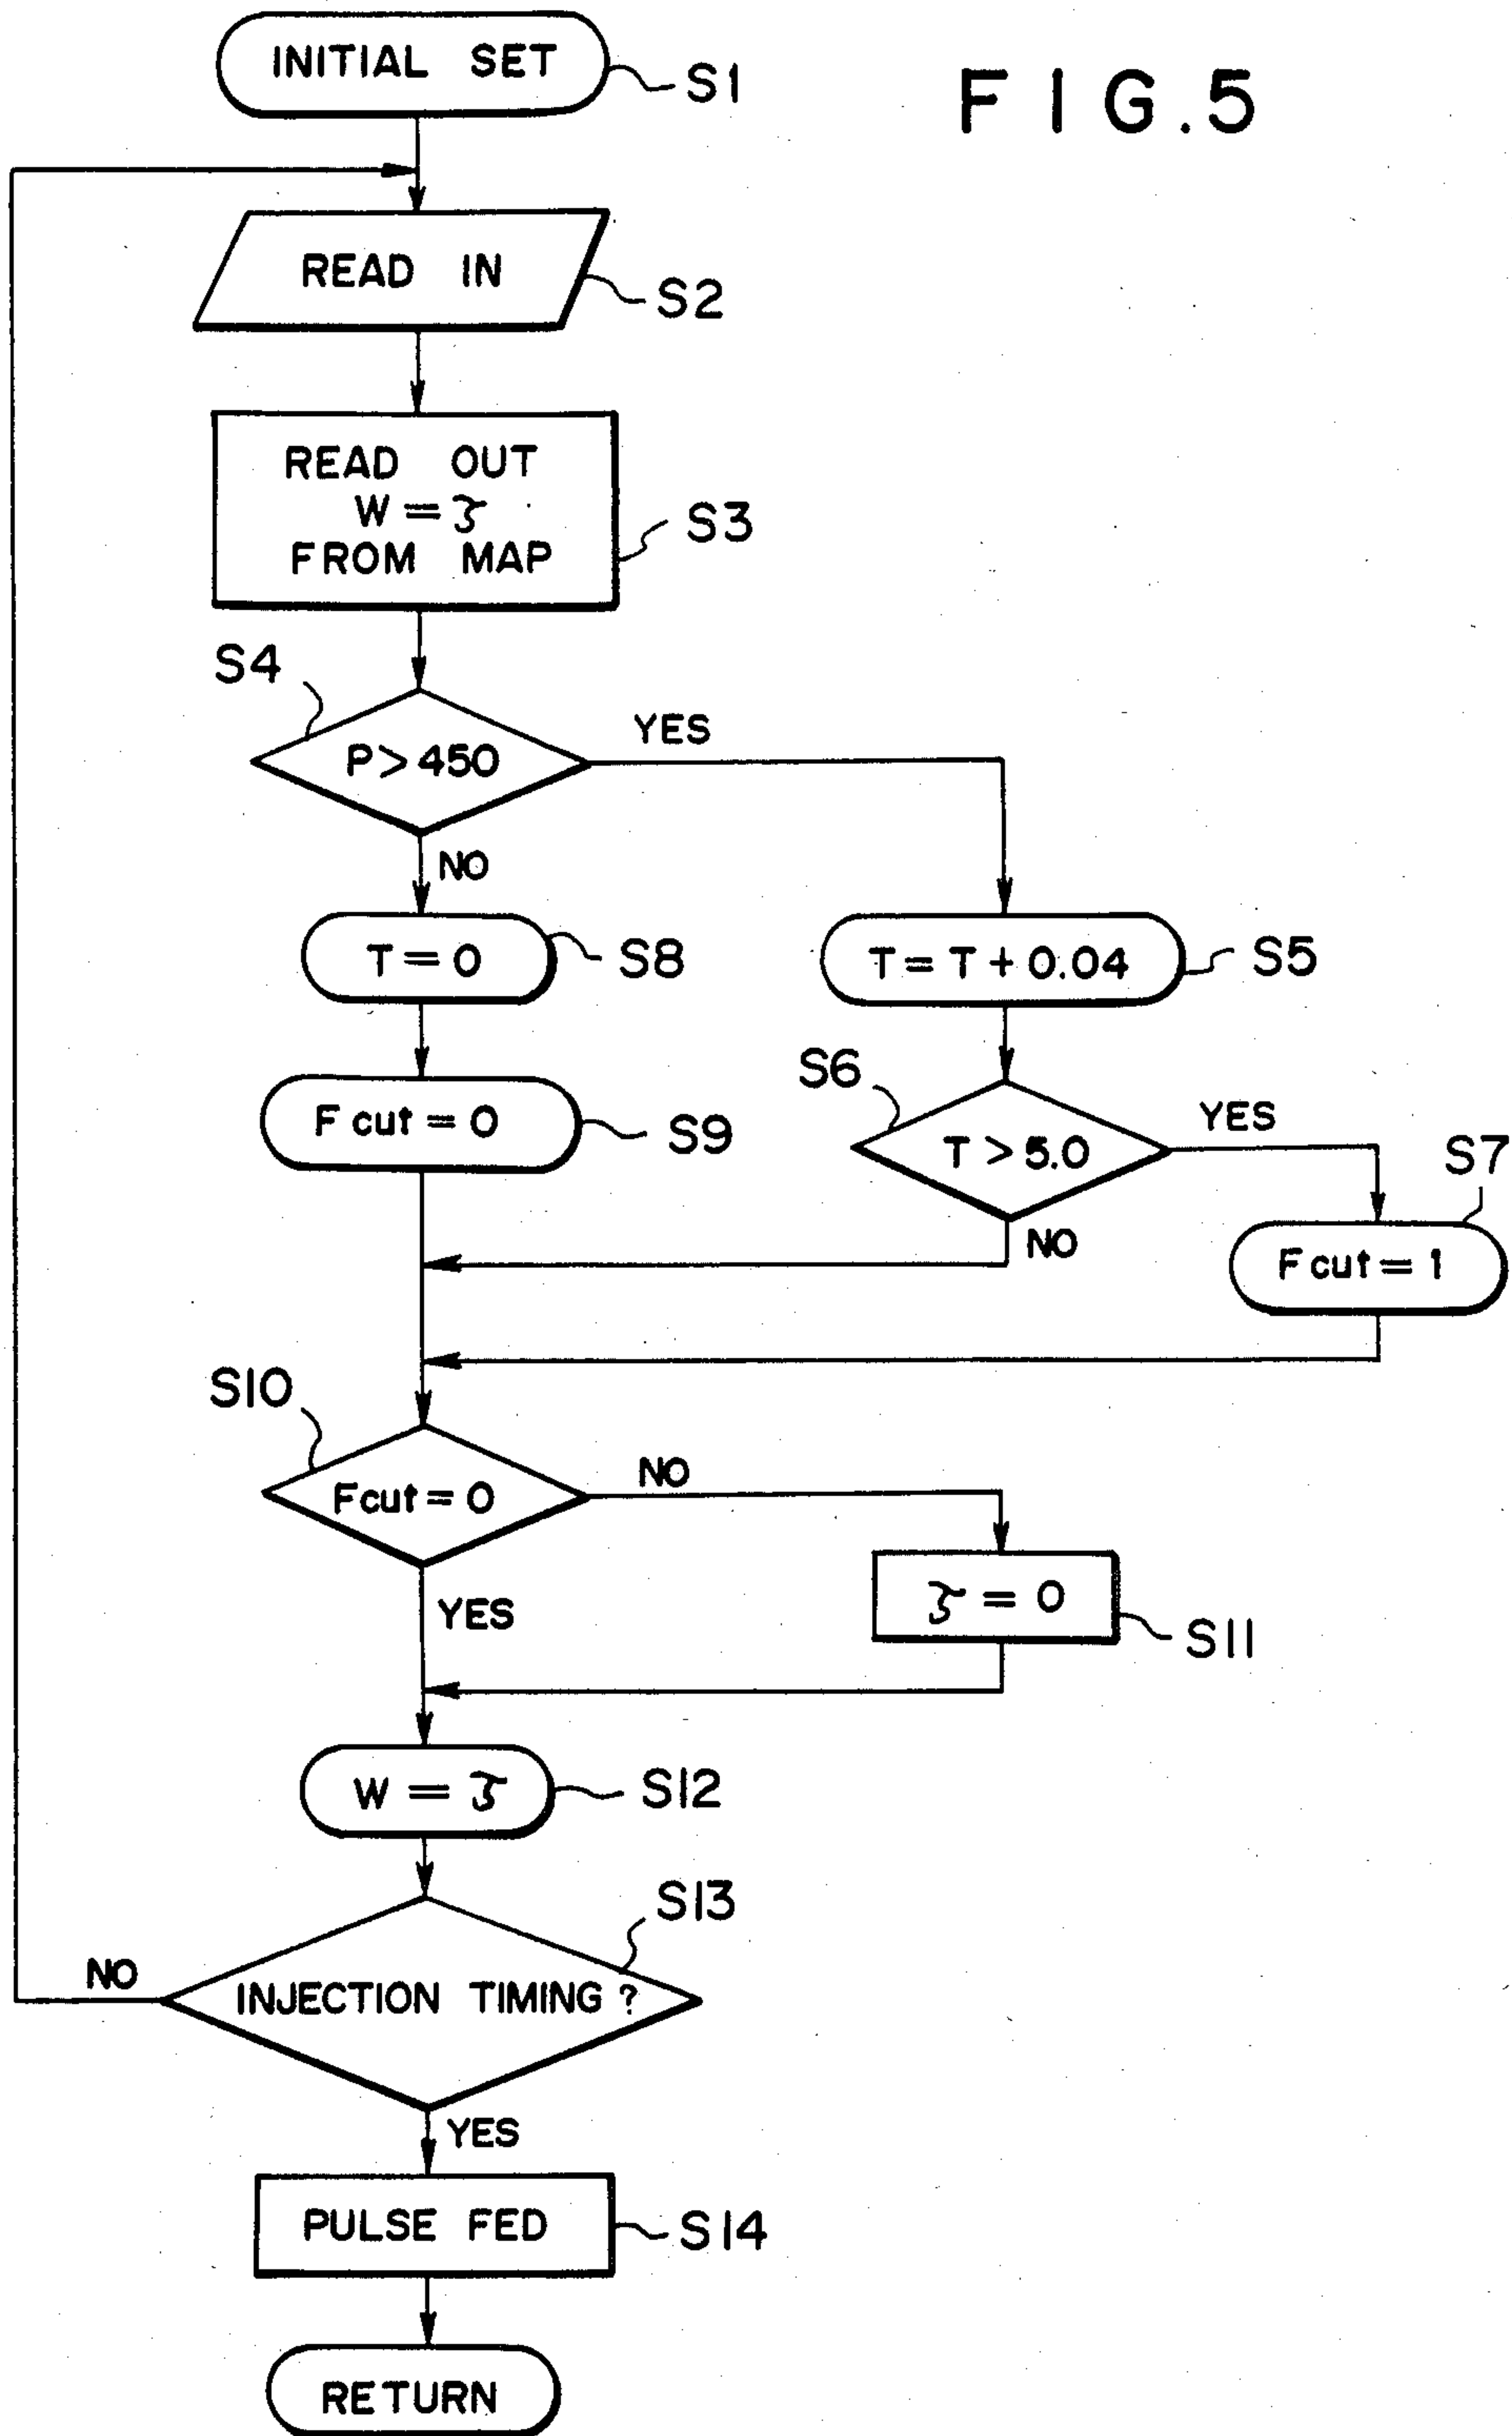 FIG.5
INITIAL SET
S1
READ IN
S2
READ OUT
W = τ
FROM MAP
S3
S4
P > 450
YES
NO
T = 0
S8
T = T + 0.04
S5
F cut = 0
S9
S6
T > 5.0
YES
NO
S7
F cut = 1
S10
F cut = 0
NO
YES
τ = 0
S11
W = τ
S12
S13
INJECTION TIMING ?
NO
YES
PULSE FED
S14
RETURN